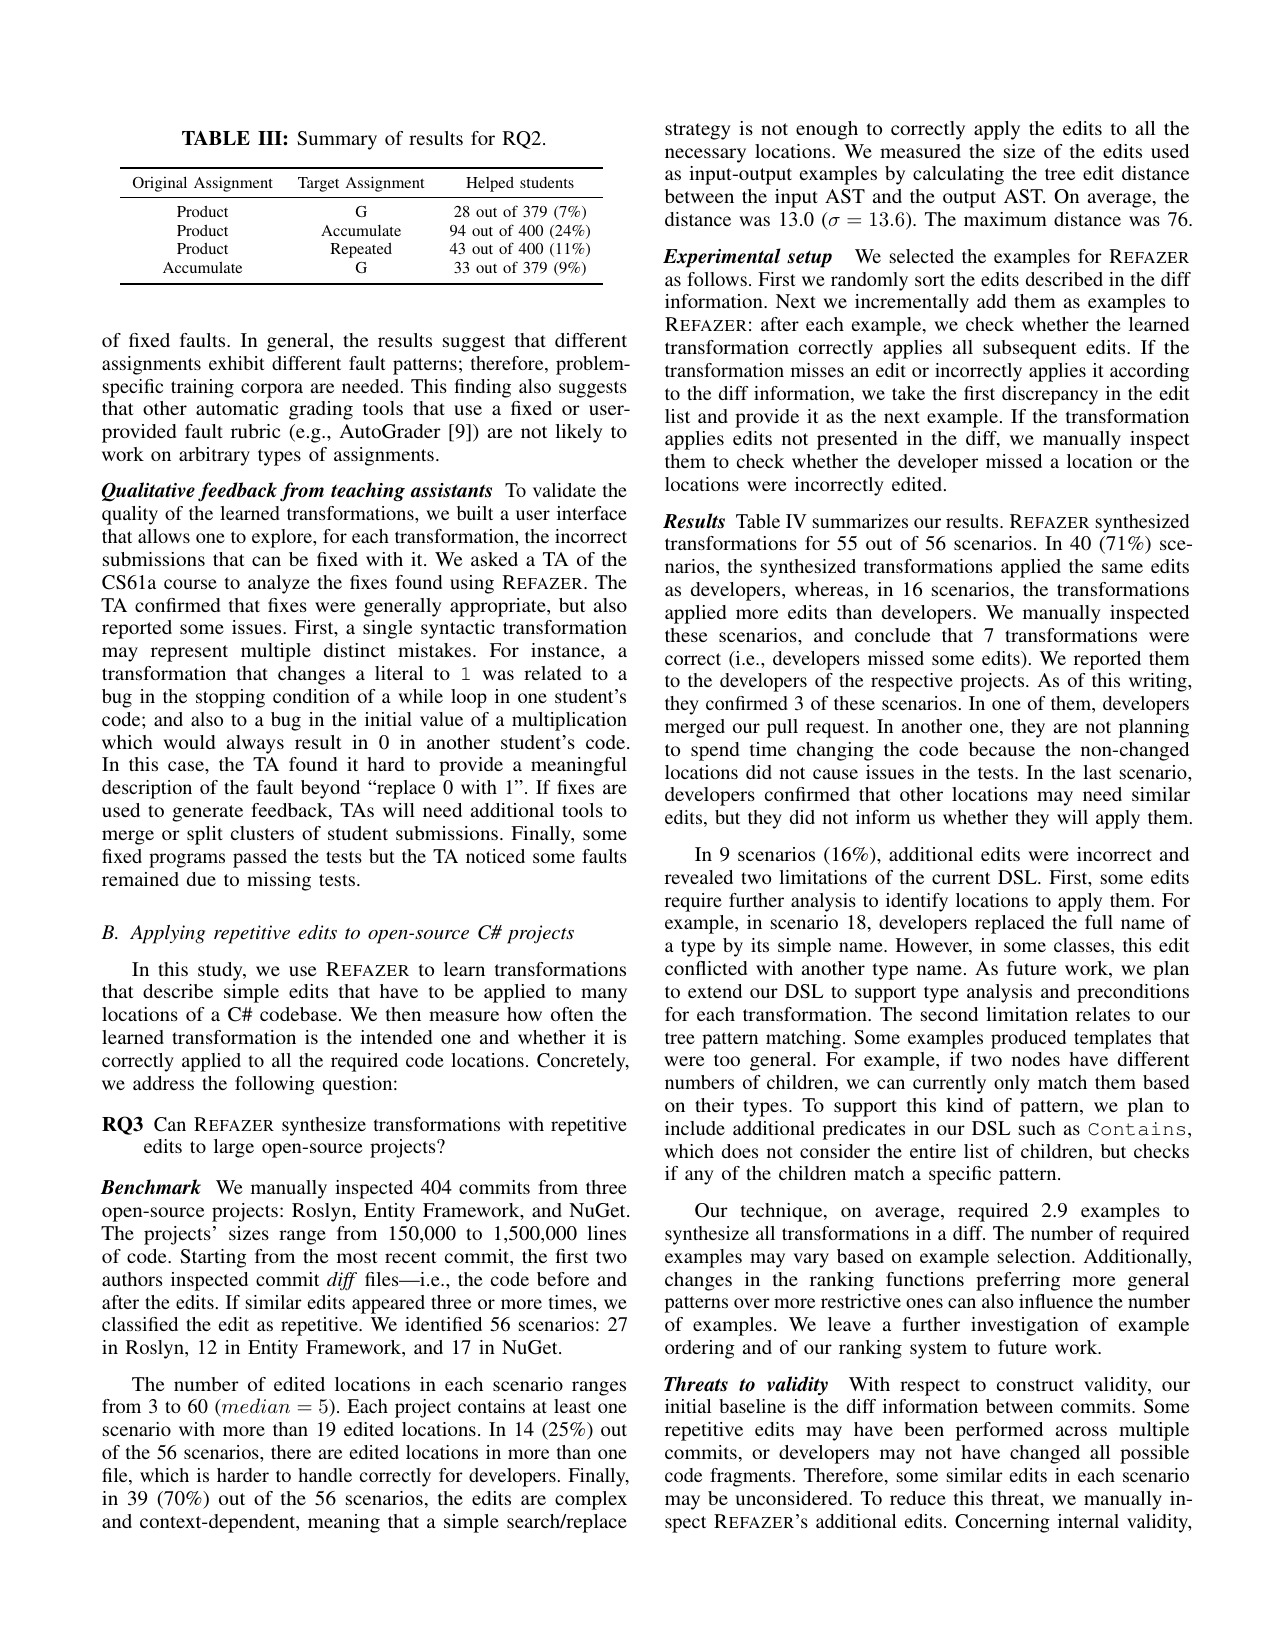 TABLE III: Summary of results for RQ2.
Original Assignment Target Assignment Helped students
Product G 28 out of 379 (7%)
Product Accumulate 94 out of 400 (24%)
Product Repeated 43 out of 400 (11%)
Accumulate G 33 out of 379 (9%)
of fixed faults. In general, the results suggest that different
assignments exhibit different fault patterns; therefore, problem-
specific training corpora are needed. This finding also suggests
that other automatic grading tools that use a fixed or user-
provided fault rubric (e.g., AutoGrader [9]) are not likely to
work on arbitrary types of assignments.
Qualitative feedback from teaching assistants To validate the
quality of the learned transformations, we built a user interface
that allows one to explore, for each transformation, the incorrect
submissions that can be fixed with it. We asked a TA of the
CS61a course to analyze the fixes found using REFAZER. The
TA confirmed that fixes were generally appropriate, but also
reported some issues. First, a single syntactic transformation
may represent multiple distinct mistakes. For instance, a
transformation that changes a literal to 1 was related to a
bug in the stopping condition of a while loop in one student's
code; and also to a bug in the initial value of a multiplication
which would always result in 0 in another student's code.
In this case, the TA found it hard to provide a meaningful
description of the fault beyond “replace 0 with 1”. If fixes are
used to generate feedback, TAs will need additional tools to
merge or split clusters of student submissions. Finally, some
fixed programs passed the tests but the TA noticed some faults
remained due to missing tests.
B. Applying repetitive edits to open-source C# projects
In this study, we use REFAZER to learn transformations
that describe simple edits that have to be applied to many
locations of a C# codebase. We then measure how often the
learned transformation is the intended one and whether it is
correctly applied to all the required code locations. Concretely,
we address the following question:
RQ3 Can REFAZER synthesize transformations with repetitive
edits to large open-source projects?
Benchmark We manually inspected 404 commits from three
open-source projects: Roslyn, Entity Framework, and NuGet.
The projects' sizes range from 150,000 to 1,500,000 lines
of code. Starting from the most recent commit, the first two
authors inspected commit diff files—i.e., the code before and
after the edits. If similar edits appeared three or more times, we
classified the edit as repetitive. We identified 56 scenarios: 27
in Roslyn, 12 in Entity Framework, and 17 in NuGet.
The number of edited locations in each scenario ranges
from 3 to 60 (median = 5). Each project contains at least one
scenario with more than 19 edited locations. In 14 (25%) out
of the 56 scenarios, there are edited locations in more than one
file, which is harder to handle correctly for developers. Finally,
in 39 (70%) out of the 56 scenarios, the edits are complex
and context-dependent, meaning that a simple search/replace
strategy is not enough to correctly apply the edits to all the
necessary locations. We measured the size of the edits used
as input-output examples by calculating the tree edit distance
between the input AST and the output AST. On average, the
distance was 13.0 (σ = 13.6). The maximum distance was 76.
Experimental setup We selected the examples for REFAZER
as follows. First we randomly sort the edits described in the diff
information. Next we incrementally add them as examples to
REFAZER: after each example, we check whether the learned
transformation correctly applies all subsequent edits. If the
transformation misses an edit or incorrectly applies it according
to the diff information, we take the first discrepancy in the edit
list and provide it as the next example. If the transformation
applies edits not presented in the diff, we manually inspect
them to check whether the developer missed a location or the
locations were incorrectly edited.
Results Table IV summarizes our results. REFAZER synthesized
transformations for 55 out of 56 scenarios. In 40 (71%) sce-
narios, the synthesized transformations applied the same edits
as developers, whereas, in 16 scenarios, the transformations
applied more edits than developers. We manually inspected
these scenarios, and conclude that 7 transformations were
correct (i.e., developers missed some edits). We reported them
to the developers of the respective projects. As of this writing,
they confirmed 3 of these scenarios. In one of them, developers
merged our pull request. In another one, they are not planning
to spend time changing the code because the non-changed
locations did not cause issues in the tests. In the last scenario,
developers confirmed that other locations may need similar
edits, but they did not inform us whether they will apply them.
In 9 scenarios (16%), additional edits were incorrect and
revealed two limitations of the current DSL. First, some edits
require further analysis to identify locations to apply them. For
example, in scenario 18, developers replaced the full name of
a type by its simple name. However, in some classes, this edit
conflicted with another type name. As future work, we plan
to extend our DSL to support type analysis and preconditions
for each transformation. The second limitation relates to our
tree pattern matching. Some examples produced templates that
were too general. For example, if two nodes have different
numbers of children, we can currently only match them based
on their types. To support this kind of pattern, we plan to
include additional predicates in our DSL such as Contains,
which does not consider the entire list of children, but checks
if any of the children match a specific pattern.
Our technique, on average, required 2.9 examples to
synthesize all transformations in a diff. The number of required
examples may vary based on example selection. Additionally,
changes in the ranking functions preferring more general
patterns over more restrictive ones can also influence the number
of examples. We leave a further investigation of example
ordering and of our ranking system to future work.
Threats to validity With respect to construct validity, our
initial baseline is the diff information between commits. Some
repetitive edits may have been performed across multiple
commits, or developers may not have changed all possible
code fragments. Therefore, some similar edits in each scenario
may be unconsidered. To reduce this threat, we manually in-
spect REFAZER's additional edits. Concerning internal validity,